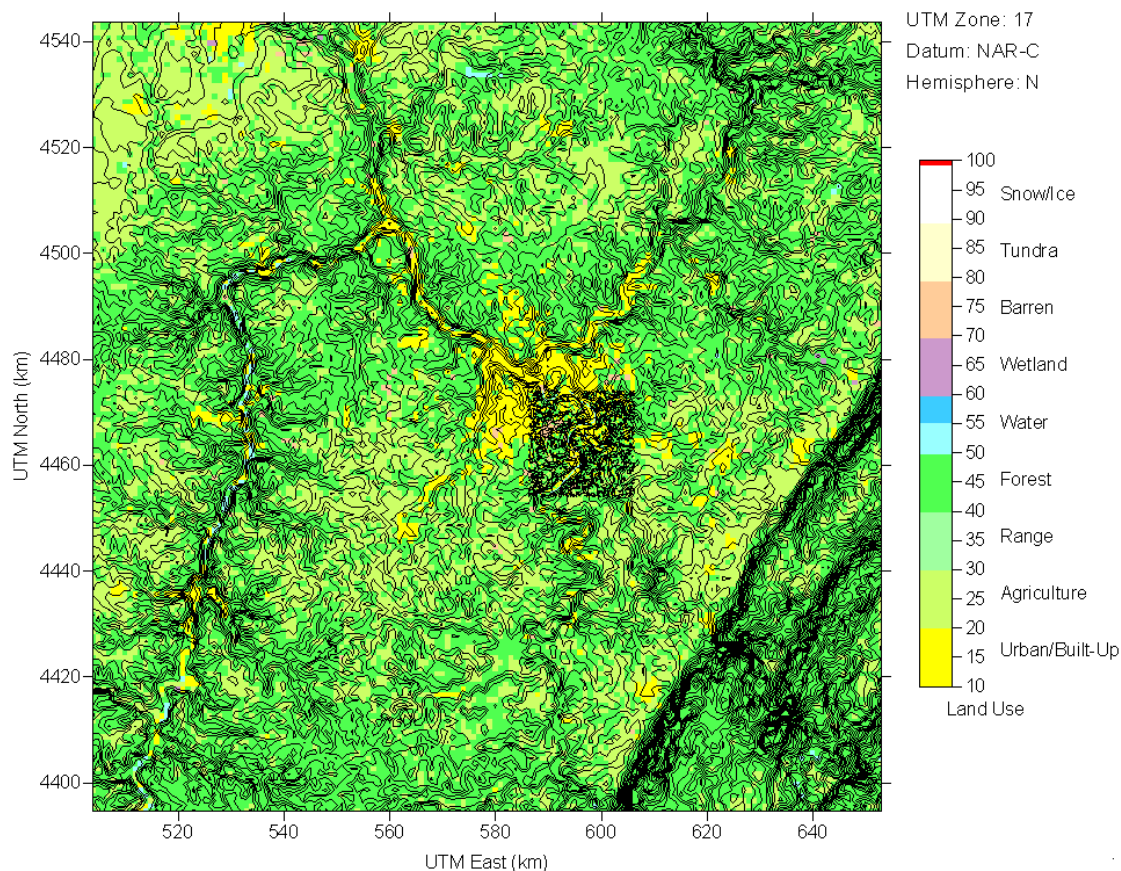 UTM Zone: 17
Datum: NAR-C
Hemisphere: N
4540
4520
4500
4480
4460
4440
4420
4400
UTM North (km)
520
540
560
580
600
620
640
UTM East (km)
100
95
Snow/Ice
90
85
Tundra
80
75
Barren
70
65
Wetland
60
55
Water
50
45
Forest
40
35
Range
30
25
Agriculture
20
15
Urban/Built-Up
10
Land Use